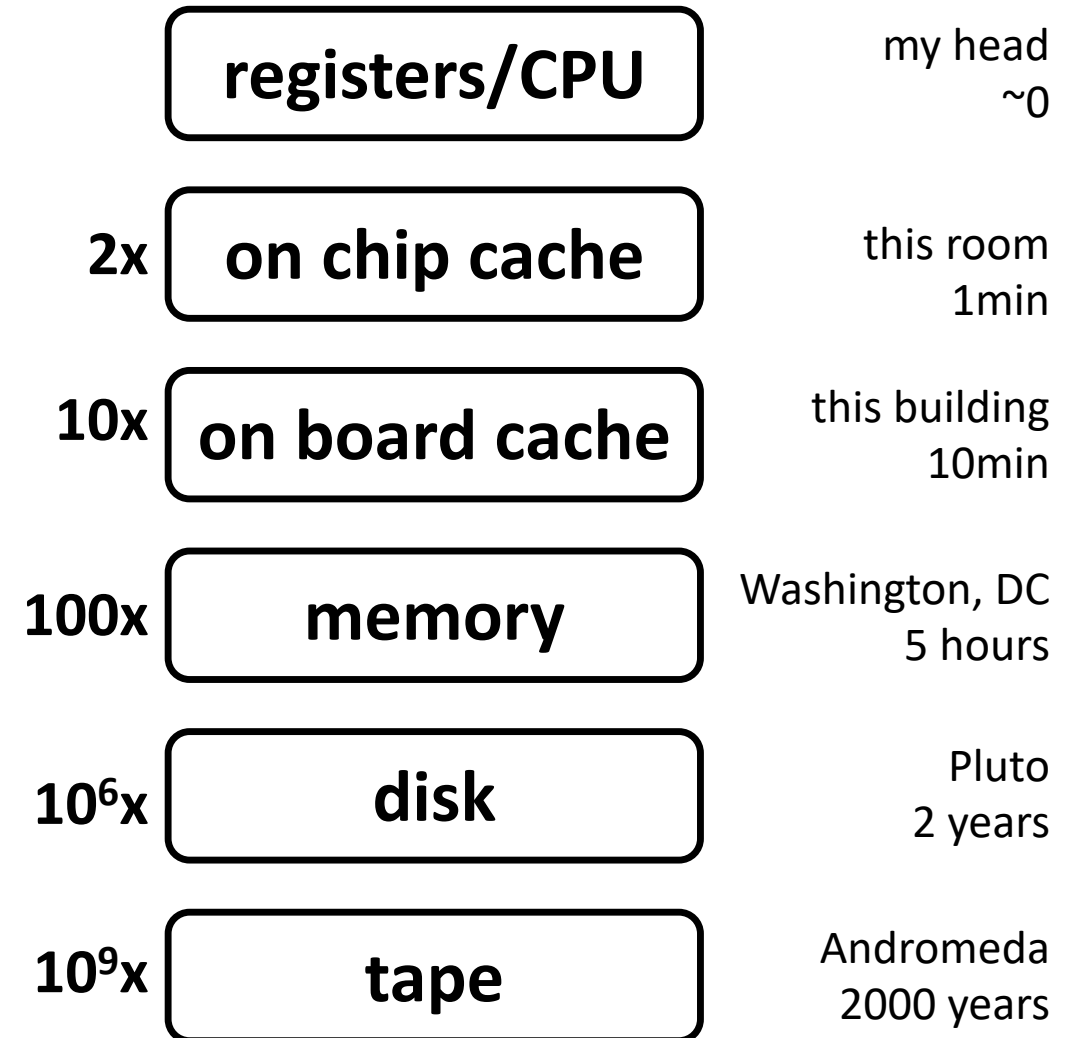 registers/CPU
my head
~0
2x
on chip cache
this room
1min
10x
on board cache
this building
10min
100x
memory
Washington, DC
5 hours
10⁶x
disk
Pluto
2 years
10⁹x
tape
Andromeda
2000 years